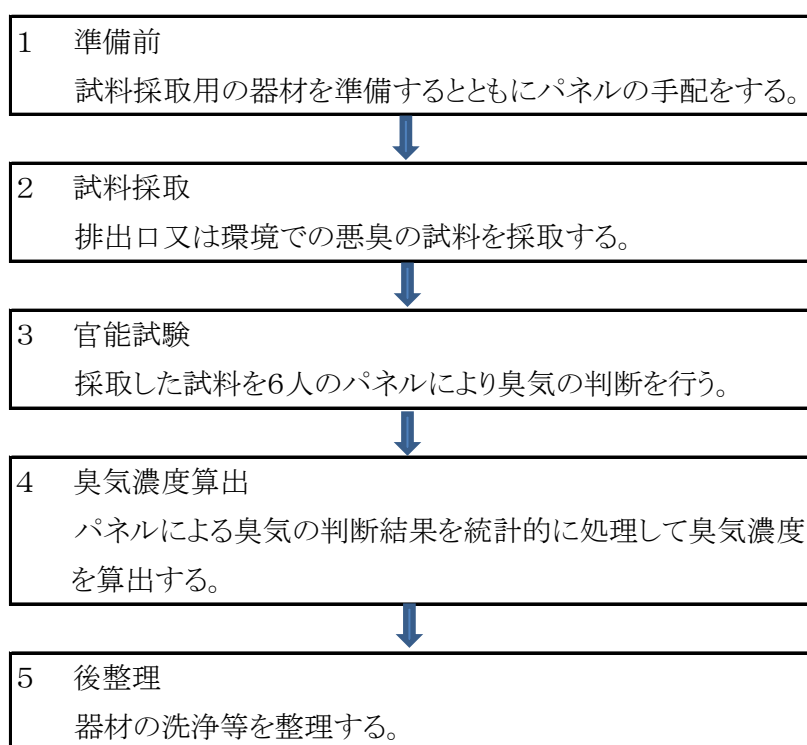 1 準備前
試料採取用の器材を準備するとともにパネルの手配をする。
2 試料採取
排出口又は環境での悪臭の試料を採取する。
3 官能試験
採取した試料を6人のパネルにより臭気の判断を行う。
4 臭気濃度算出
パネルによる臭気の判断結果を統計的に処理して臭気濃度
を算出する。
5 後整理
器材の洗浄等を整理する。